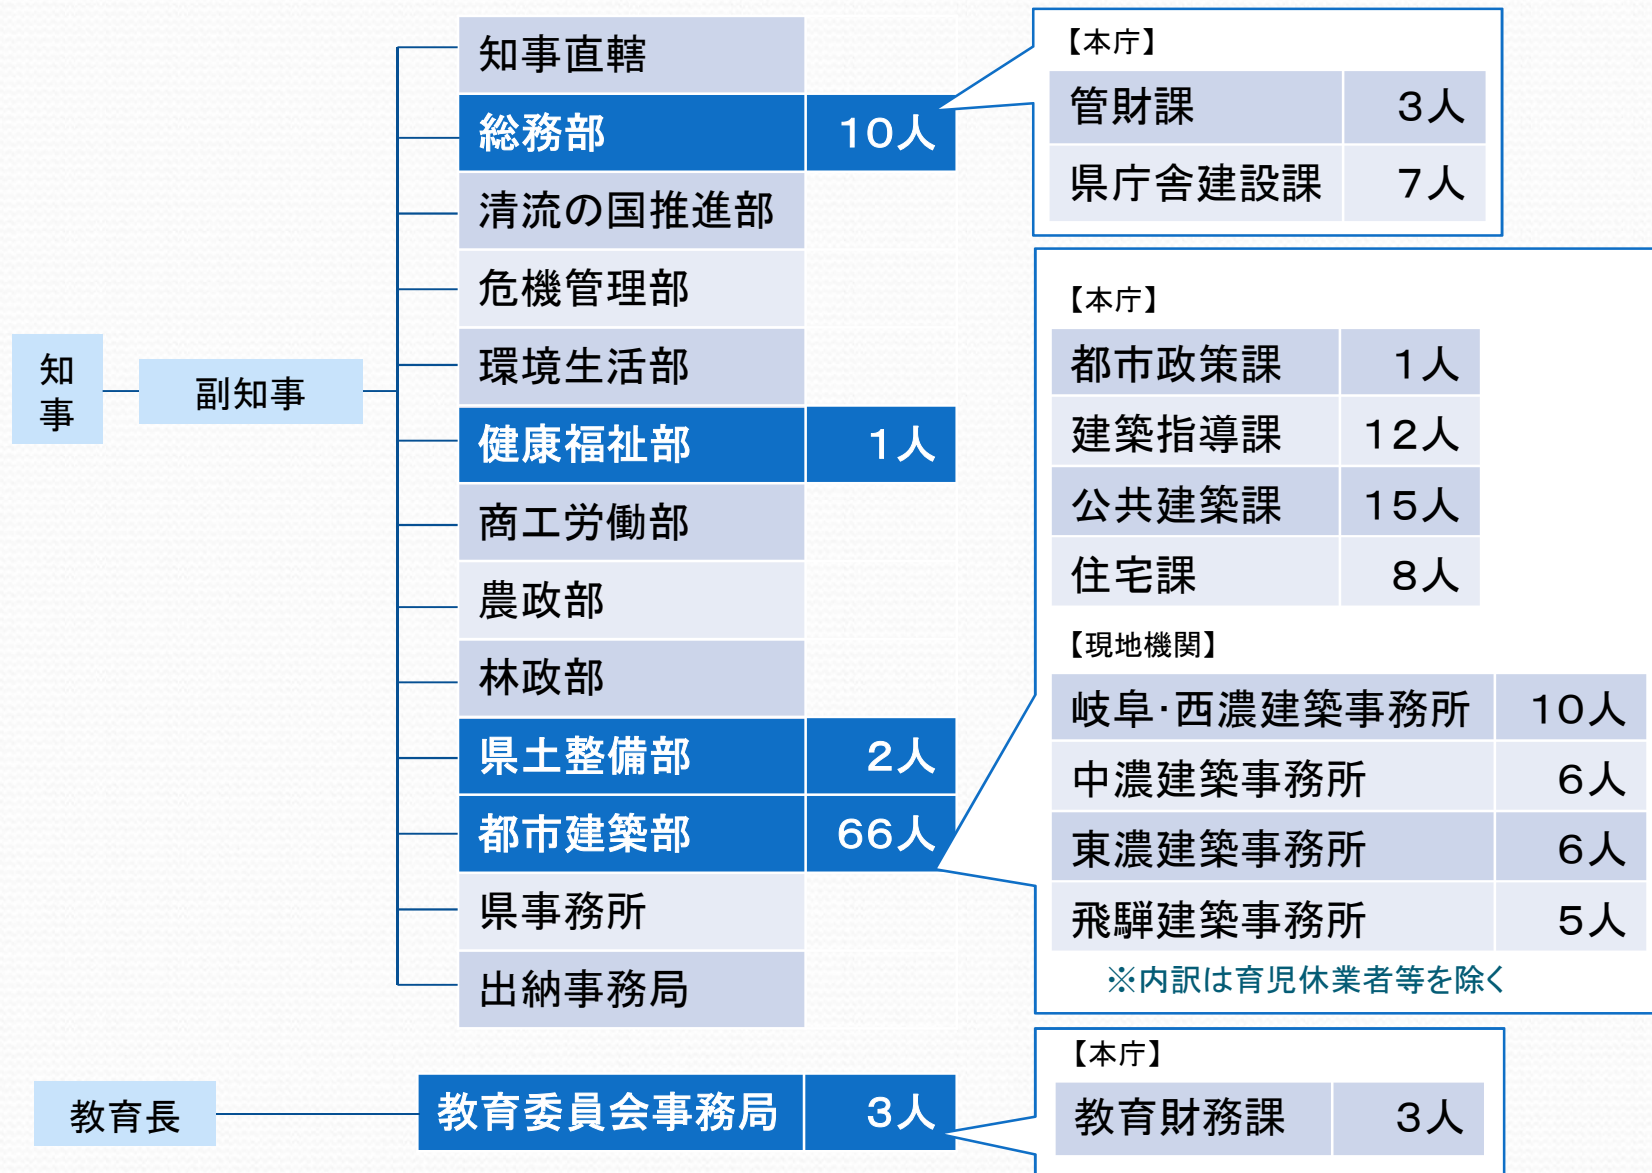 知事
副知事
知事直轄
総務部 10人
清流の国推進部
危機管理部
環境生活部
健康福祉部 1人
商工労働部
農政部
林政部
県土整備部 2人
都市建築部 66人
県事務所
出納事務局
教育長
教育委員会事務局 3人
【本庁】
管財課 3人
県庁舎建設課 7人
【本庁】
都市政策課 1人
建築指導課 12人
公共建築課 15人
住宅課 8人
【現地機関】
岐阜・西濃建築事務所 10人
中濃建築事務所 6人
東濃建築事務所 6人
飛騨建築事務所 5人
※内訳は育児休業者等を除く
【本庁】
教育財務課 3人